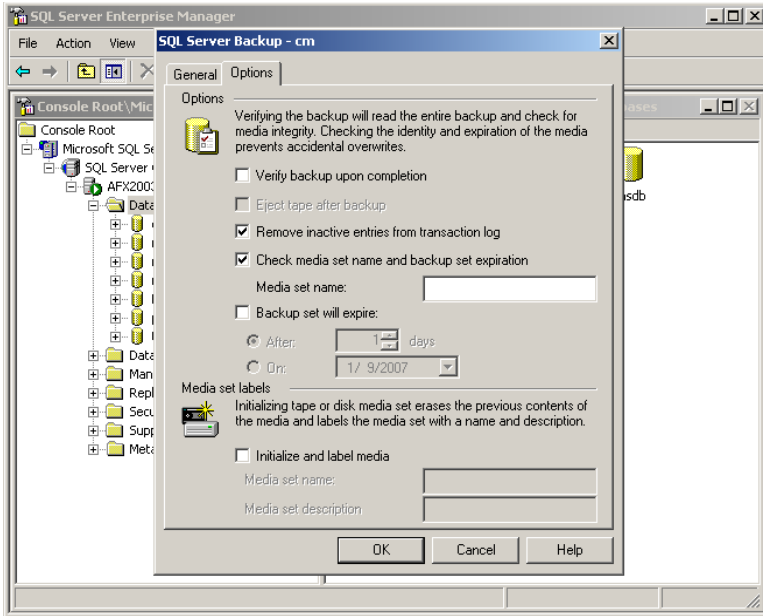 SQL Server Enterprise Manager
File Action View
SQL Server Backup - cm
General Options
Console Root\Mic
Console Root
Microsoft SQL Se
SQL Server
AFX2003
Data
Data
Man
Repl
Secu
Supp
Meta
Options
Verifying the backup will read the entire backup and check for
media integrity. Checking the identity and expiration of the media
prevents accidental overwrites.
Verify backup upon completion
Eject tape after backup
Remove inactive entries from transaction log
Check media set name and backup set expiration
Media set name:
Backup set will expire:
After: 1 days
On: 1/ 9/2007
Media set labels
Initializing tape or disk media set erases the previous contents of
the media and labels the media set with a name and description.
Initialize and label media
Media set name:
Media set description
OK Cancel Help
bases
sdb